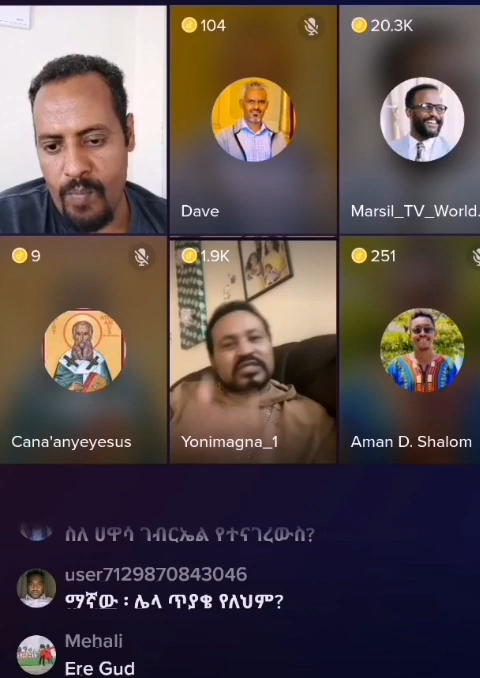 104
20.3K
Dave
Marsil_TV_World.
9
1.9K
251
Cana'anyeyesus
Yonimagna_1
Aman D. Shalom
ስለ ሀዋሳ ገብርኤል የተናገረውስ?
user7129870843046
ማኛው : ሌላ ጥያቄ የለህም?
Mehali
Ere Gud